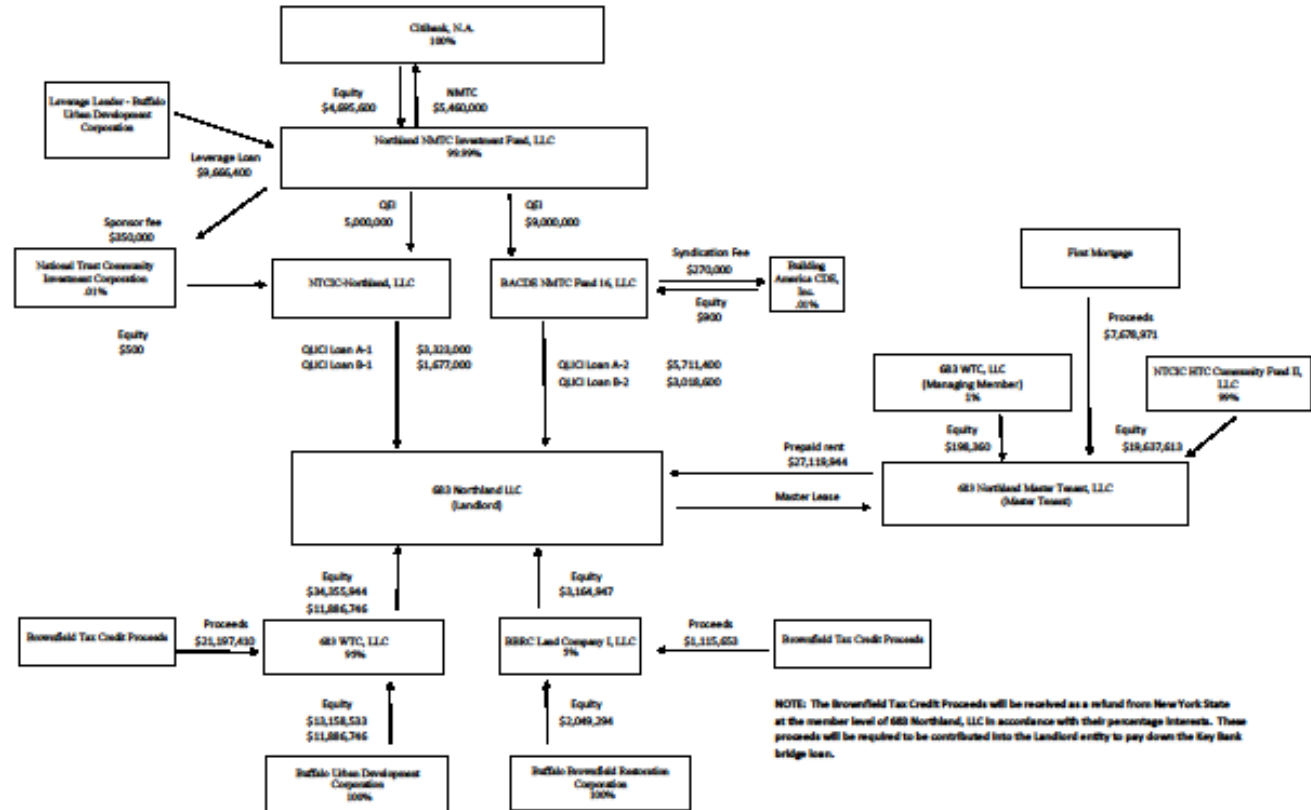 Citibank, N.A.
100%
Equity
$4,695,600
NMTC
$5,460,000
Leverage Lender - Buffalo
Urban Development
Corporation
Leverage Loan
$9,666,400
Northland NMTC Investment Fund, LLC
99.99%
QEI
5,000,000
QEI
$9,000,000
Sponsor fee
$350,000
National Trust Community
Investment Corporation
.01%
Equity
$500
NTCIC-Northland, LLC
BACDE NMTC Fund 16, LLC
Syndication Fee
$270,000
Equity
$900
Building
America CDE,
Inc.
.01%
First Mortgage
Proceeds
$7,678,971
QLICI Loan A-1 $3,323,000
QLICI Loan B-1 $1,677,000
QLICI Loan A-2 $5,711,400
QLICI Loan B-2 $3,018,600
683 WTC, LLC
(Managing Member)
1%
NTCIC HTC Community Fund II,
LLC
99%
Equity
$198,360
Equity
$19,637,613
Prepaid rent
$27,119,944
683 Northland LLC
(Landlord)
Master Lease
683 Northland Master Tenant, LLC
(Master Tenant)
Equity
$34,355,944
$11,886,746
Equity
$3,164,947
Brownfield Tax Credit Proceeds
Proceeds
$21,197,410
683 WTC, LLC
95%
BBRC Land Company I, LLC
5%
Proceeds
$1,115,653
Brownfield Tax Credit Proceeds
Equity
$13,158,533
$11,886,746
Equity
$2,049,294
Buffalo Urban Development
Corporation
100%
Buffalo Brownfield Restoration
Corporation
100%
NOTE: The Brownfield Tax Credit Proceeds will be received as a refund from New York State
at the member level of 683 Northland, LLC in accordance with their percentage interests. These
proceeds will be required to be contributed into the Landlord entity to pay down the Key Bank
bridge loan.